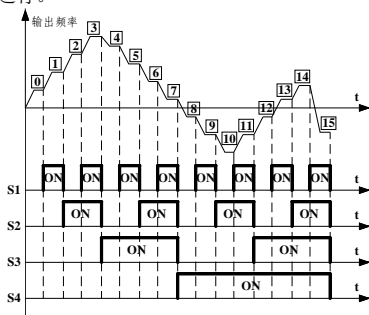 运行。
输出频率
3
2 4
1 5
0 6 14
7 13 t
8 12
9 11 15
10
ON ON ON ON ON ON ON ON
S1 t
ON ON ON ON
S2 t
ON ON
S3 t
ON
S4 t